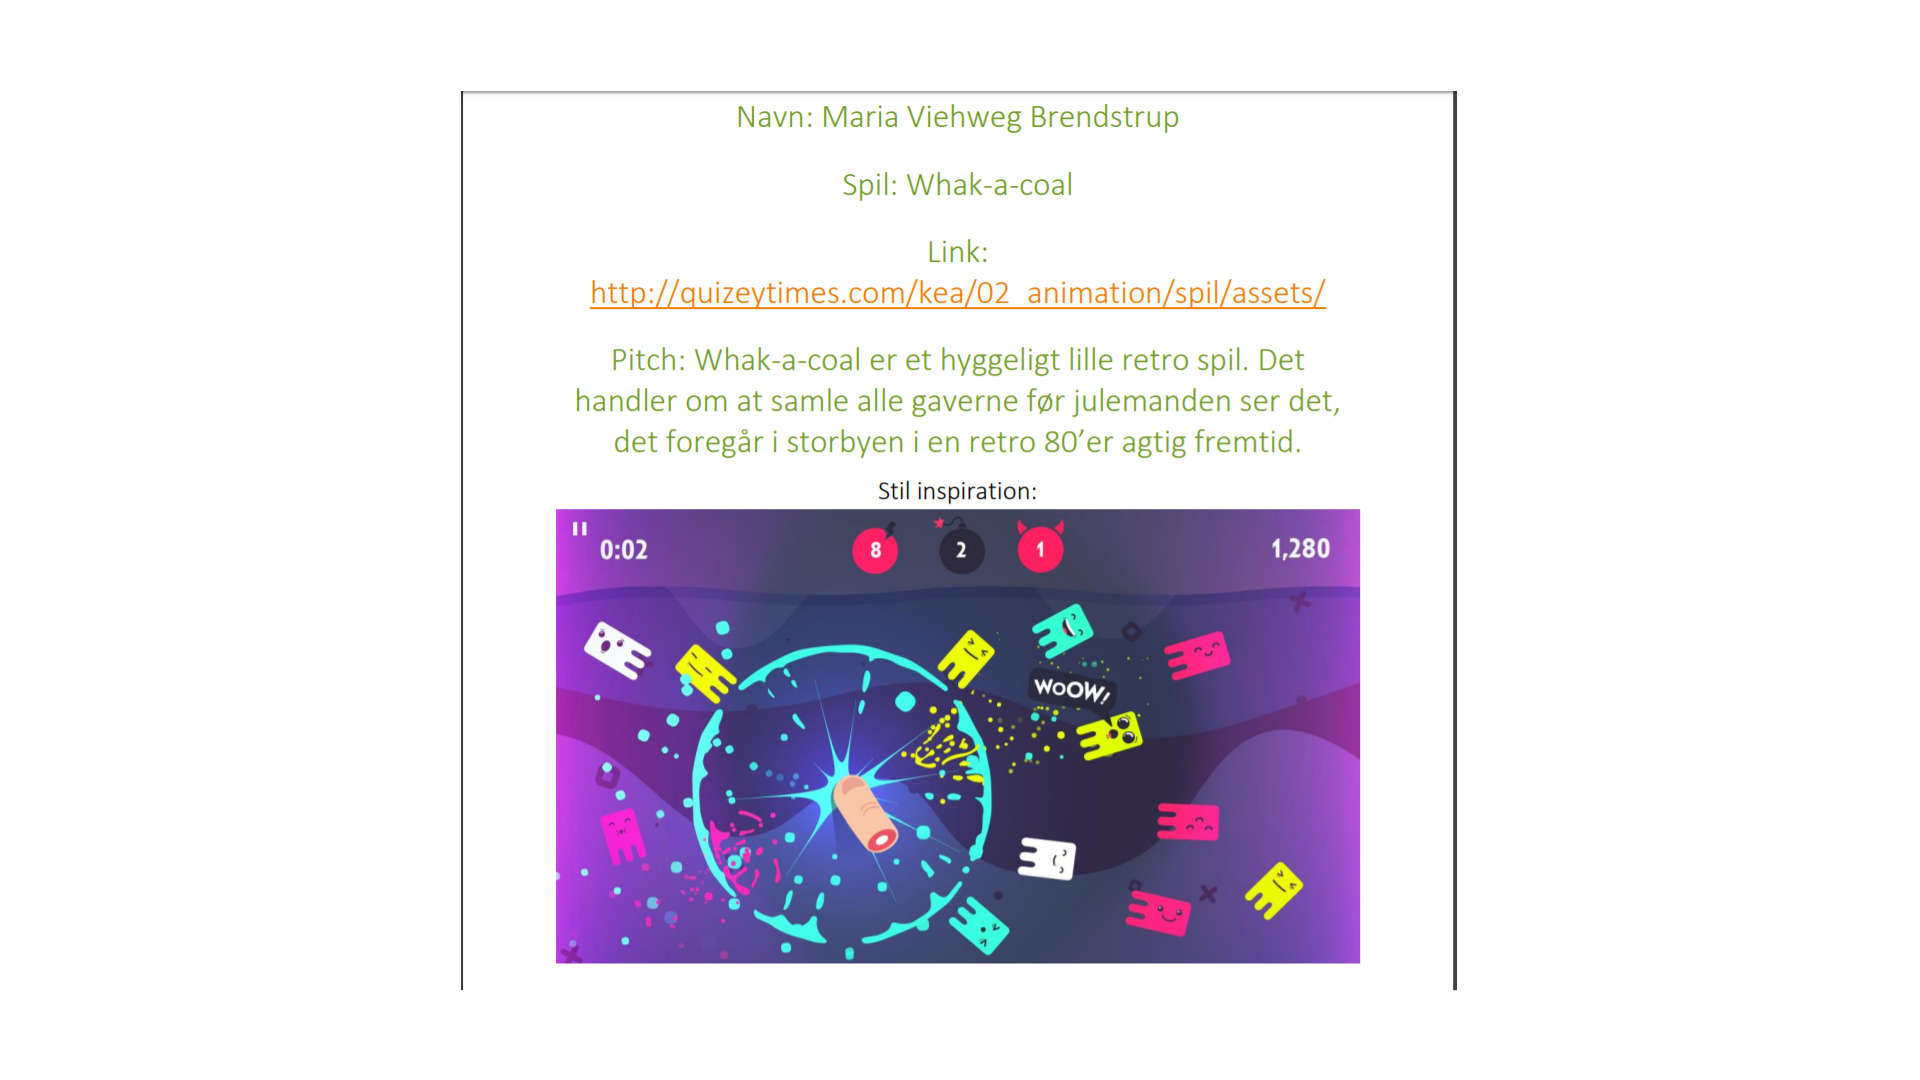 Navn: Maria Viehweg Brendstrup
Spil: Whak-a-coal
Link:
http://quizeytimes.com/kea/02_animation/spil/assets/
Pitch: Whak-a-coal er et hyggeligt lille retro spil. Det
handler om at samle alle gaverne før julemanden ser det,
det foregår i storbyen i en retro 80’er agtig fremtid.
Stil inspiration:
0:02
8
2
1
1,280
WOOW!